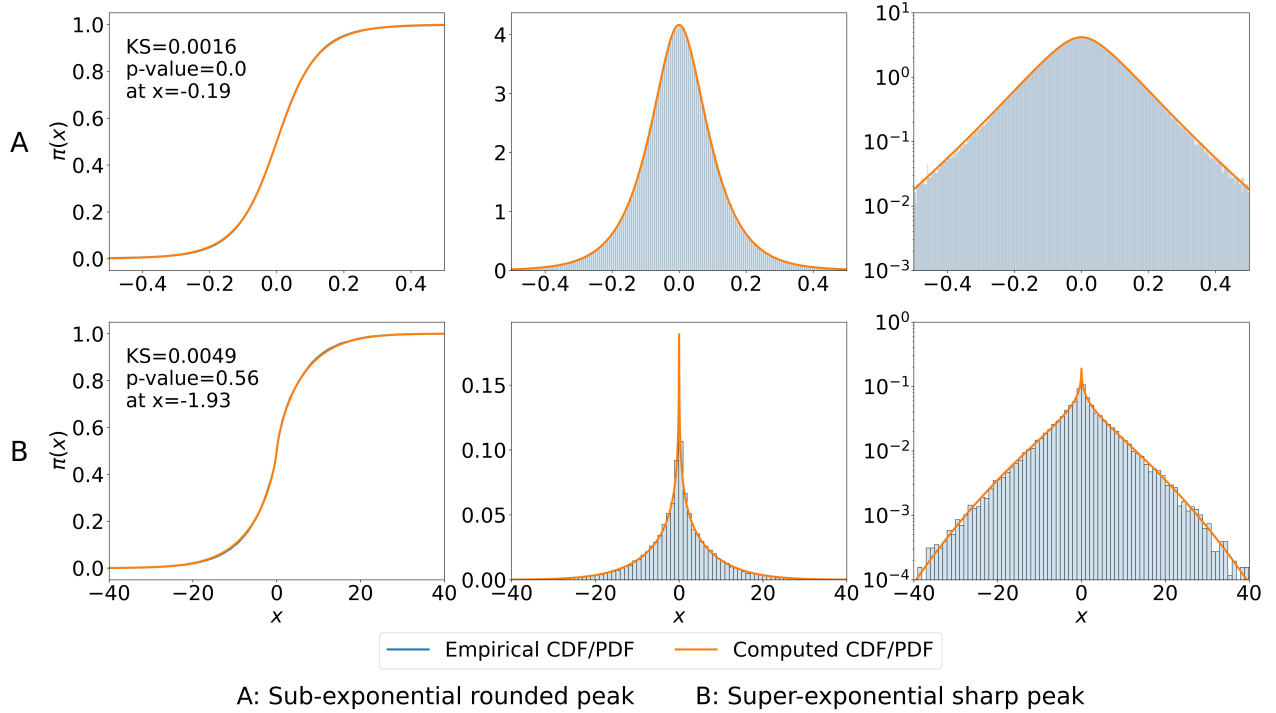 A
π(x)
1.0
0.8
0.6
0.4
0.2
0.0
KS=0.0016
p-value=0.0
at x=-0.19
−0.4 −0.2 0.0 0.2 0.4
4
3
2
1
0
−0.4 −0.2 0.0 0.2 0.4
10¹
10⁰
10⁻¹
10⁻²
10⁻³
−0.4 −0.2 0.0 0.2 0.4
B
π(x)
1.0
0.8
0.6
0.4
0.2
0.0
KS=0.0049
p-value=0.56
at x=-1.93
−40 −20 0 20 40
x
0.15
0.10
0.05
0.00
−40 −20 0 20 40
x
10⁰
10⁻¹
10⁻²
10⁻³
10⁻⁴
−40 −20 0 20 40
x
Empirical CDF/PDF Computed CDF/PDF
A: Sub-exponential rounded peak B: Super-exponential sharp peak